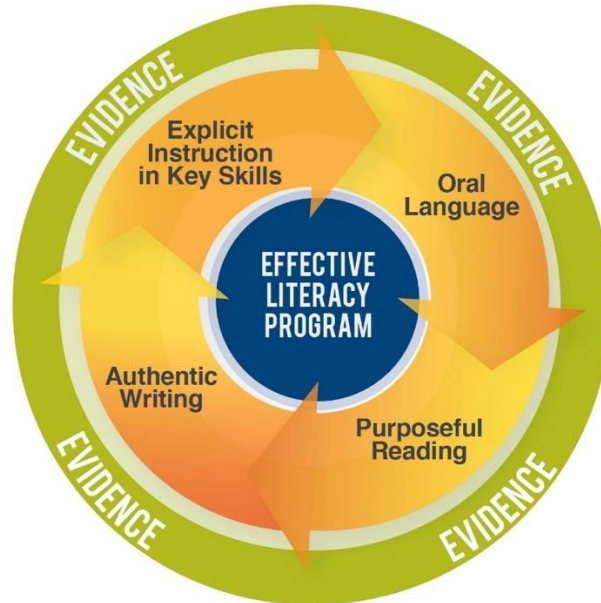 EVIDENCE
EVIDENCE
Explicit
Instruction
in Key Skills
Oral
Language
EFFECTIVE
LITERACY
PROGRAM
Authentic
Writing
Purposeful
Reading
EVIDENCE
EVIDENCE